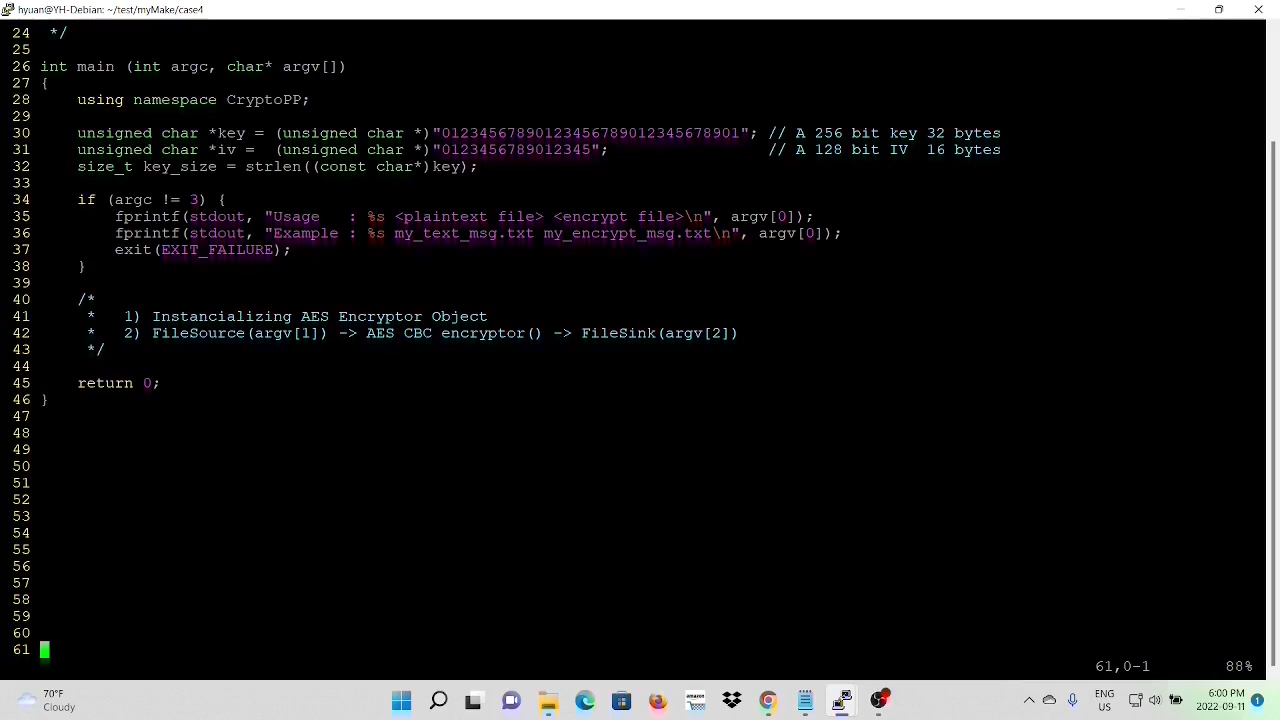 hyuan@YH-Debian: ~/test/myMake/case4
24  */
25
26 int main (int argc, char* argv[])
27 {
28     using namespace CryptoPP;
29
30     unsigned char *key = (unsigned char *)"01234567890123456789012345678901"; // A 256 bit key 32 bytes
31     unsigned char *iv =  (unsigned char *)"0123456789012345";                 // A 128 bit IV  16 bytes
32     size_t key_size = strlen((const char*)key);
33
34     if (argc != 3) {
35         fprintf(stdout, "Usage   : %s <plaintext file> <encrypt file>\n", argv[0]);
36         fprintf(stdout, "Example : %s my_text_msg.txt my_encrypt_msg.txt\n", argv[0]);
37         exit(EXIT_FAILURE);
38     }
39
40     /*
41      *   1) Instancializing AES Encryptor Object
42      *   2) FileSource(argv[1]) -> AES CBC encryptor() -> FileSink(argv[2])
43      */
44
45     return 0;
46 }
47
48
49
50
51
52
53
54
55
56
57
58
59
60
61
61,0-1 88%
70°F
Cloudy
amazon
ENG
US
6:00 PM
2022-09-11
1